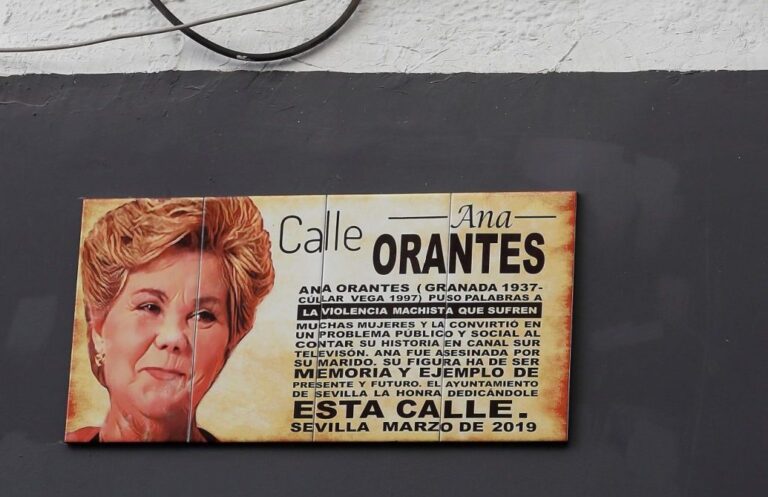 Calle Ana
ORANTES
ANA ORANTES (GRANADA 1937-
CÚLLAR VEGA 1997) PUSO PALABRAS A
LA VIOLENCIA MACHISTA QUE SUFREN
MUCHAS MUJERES Y LA CONVIRTIÓ EN
UN PROBLEMA PÚBLICO Y SOCIAL AL
CONTAR SU HISTORIA EN CANAL SUR
TELEVISÓN. ANA FUE ASESINADA POR
SU MARIDO. SU FIGURA HA DE SER
MEMORIA Y EJEMPLO DE
PRESENTE Y FUTURO. EL AYUNTAMIENTO
DE SEVILLA LA HONRA DEDICÁNDOLE
ESTA CALLE.
SEVILLA MARZO DE 2019